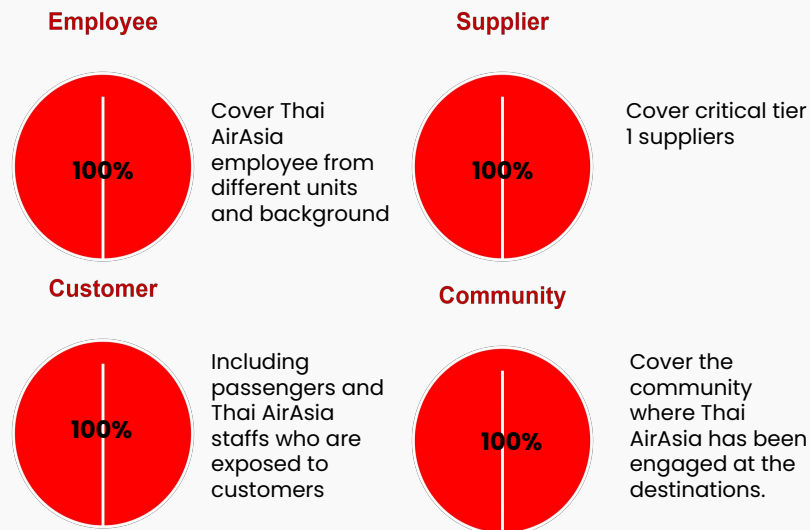 Employee
100%
Cover Thai
AirAsia
employee from
different units
and background
Supplier
100%
Cover critical tier
1 suppliers
Customer
100%
Including
passengers and
Thai AirAsia
staffs who are
exposed to
customers
Community
100%
Cover the
community
where Thai
AirAsia has been
engaged at the
destinations.